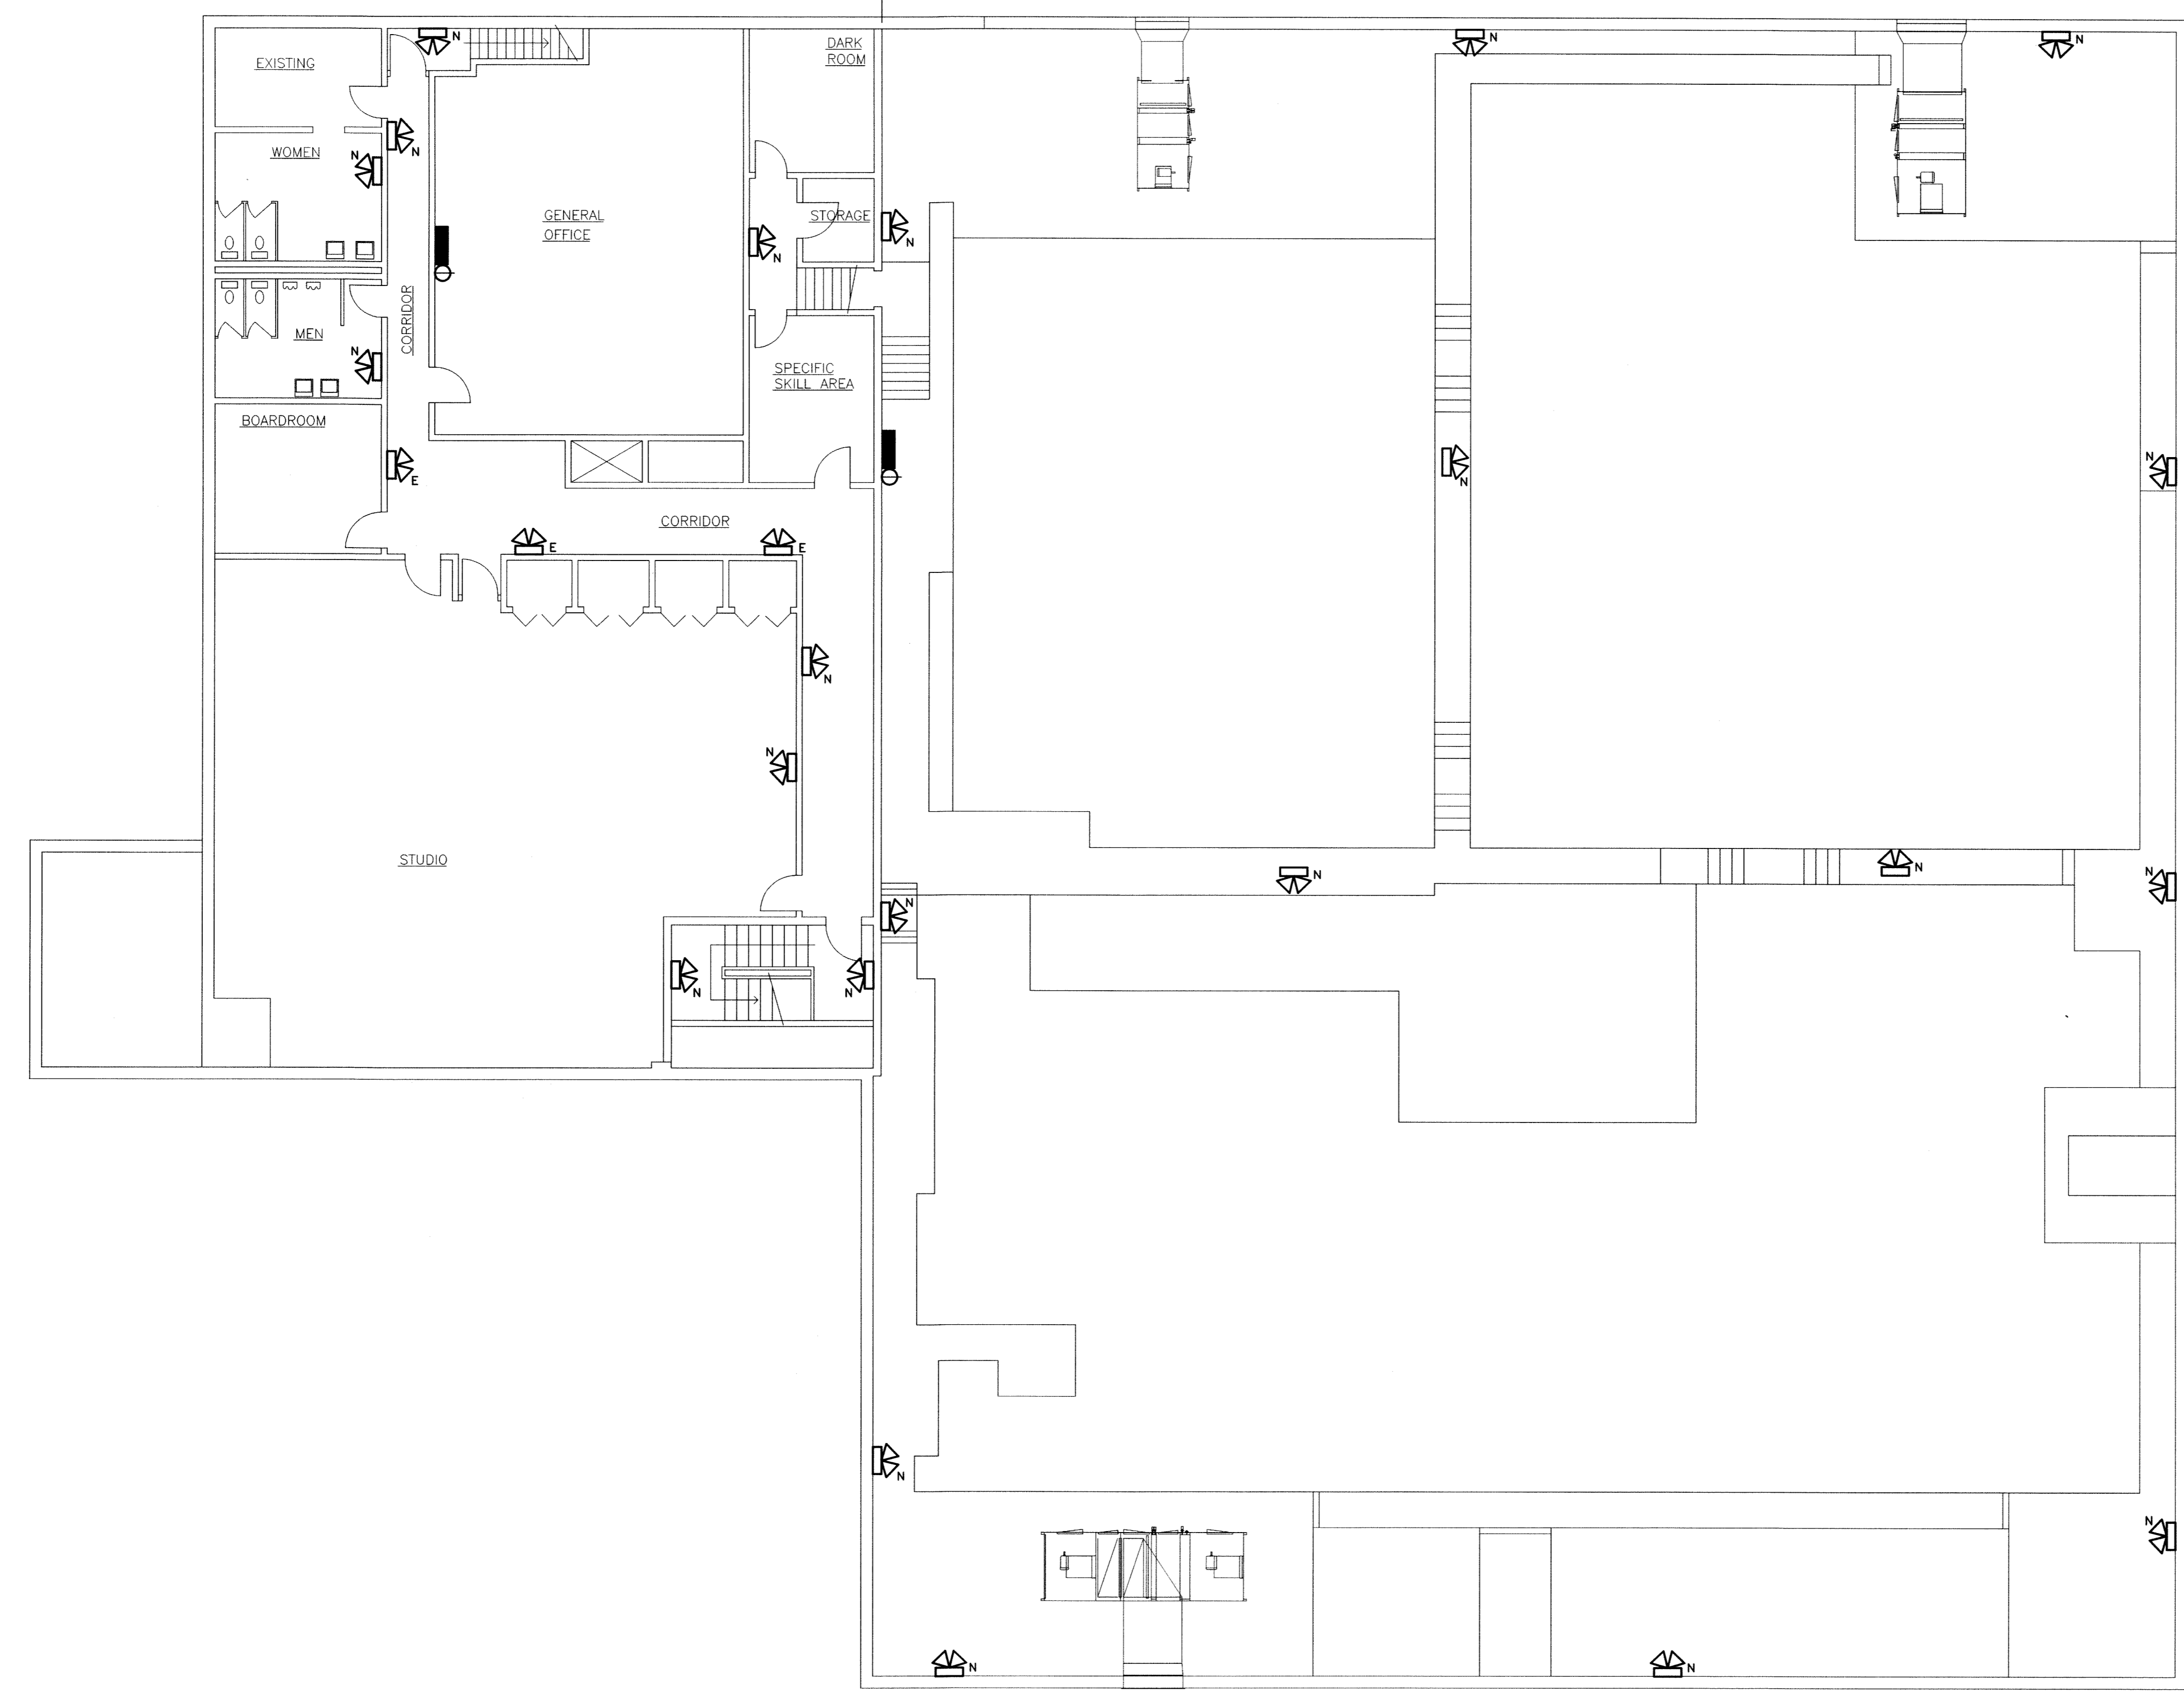 N
N
N
N
DARK
ROOM
EXISTING
N
WOMEN
N
GENERAL
OFFICE
STORAGE
N
N
CORRIDOR
MEN
N
SPECIFIC
SKILL AREA
BOARDROOM
E
N
N
CORRIDOR
E
E
N
N
STUDIO
N
N
N
N
N
N
N
N
N
N